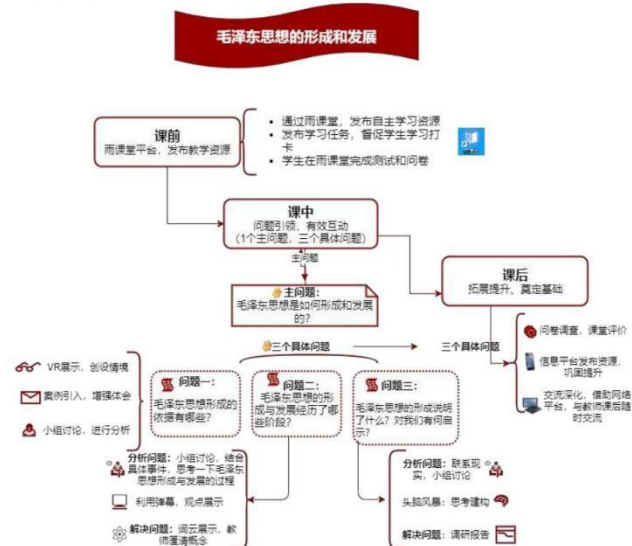 毛泽东思想的形成和发展
课前
雨课堂平台，发布教学资源
• 通过雨课堂，发布自主学习资源
• 发布学习任务，督促学生学习打
卡
• 学生在雨课堂完成测试和问卷
课中
问题引领，有效互动
(1个主问题，三个具体问题)
主问题
主问题：
毛泽东思想是如何形成和发展
的？
课后
拓展提升、奠定基础
三个具体问题
三个具体问题
问卷调查，课堂评价
信息平台发布资源，
巩固提升
交流深化，借助网络
平台，与教师课后随
时交流
VR展示，创设情境
案例引入，增强体会
小组讨论，进行分析
问题一：
毛泽东思想形成的
依据有哪些？
问题二：
毛泽东思想的形
成与发展经历了哪
些阶段？
问题三：
毛泽东思想的形成说明
了什么？对我们有何启
示？
分析问题：小组讨论，结合
具体事件，思考一下毛泽东
思想形成与发展的过程
利用弹幕，观点展示
解决问题：词云展示，教
师厘清概念
分析问题：联系现
实，小组讨论
头脑风暴：思考建构
解决问题：调研报告